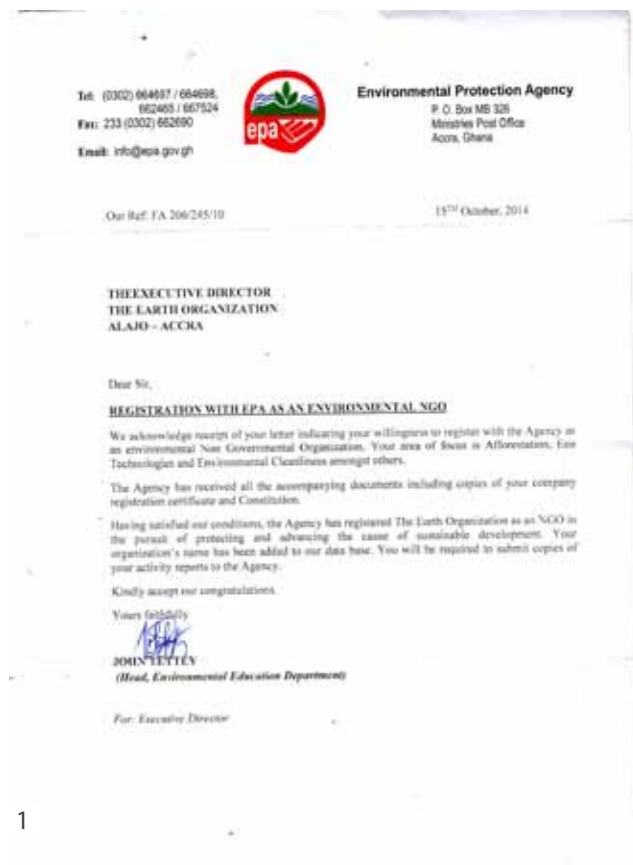 Tel: (0302) 664697 / 664698,
662465 / 667524
Fax: 233 (0302) 662690
Email: info@epa.gov.gh
epa
Environmental Protection Agency
P. O. Box MB 326
Ministries Post Office
Accra, Ghana
Our Ref: FA 206/245/10
15TH October, 2014
THEEXECUTIVE DIRECTOR
THE EARTH ORGANIZATION
ALAJO – ACCRA
Dear Sir,
REGISTRATION WITH EPA AS AN ENVIRONMENTAL NGO
We acknowledge receipt of your letter indicating your willingness to register with the Agency as
an environmental Non Governmental Organization. Your area of focus is Afforestation, Eco
Technologies and Environmental Cleanliness amongst others.
The Agency has received all the accompanying documents including copies of your company
registration certificate and Constitution.
Having satisfied our conditions, the Agency has registered The Earth Organization as an NGO in
the pursuit of protecting and advancing the cause of sustainable development. Your
organization's name has been added to our data base. You will be required to submit copies of
your activity reports to the Agency.
Kindly accept our congratulations.
Yours faithfully
JOHN TETTEY
(Head, Environmental Education Department)
For: Executive Director
1